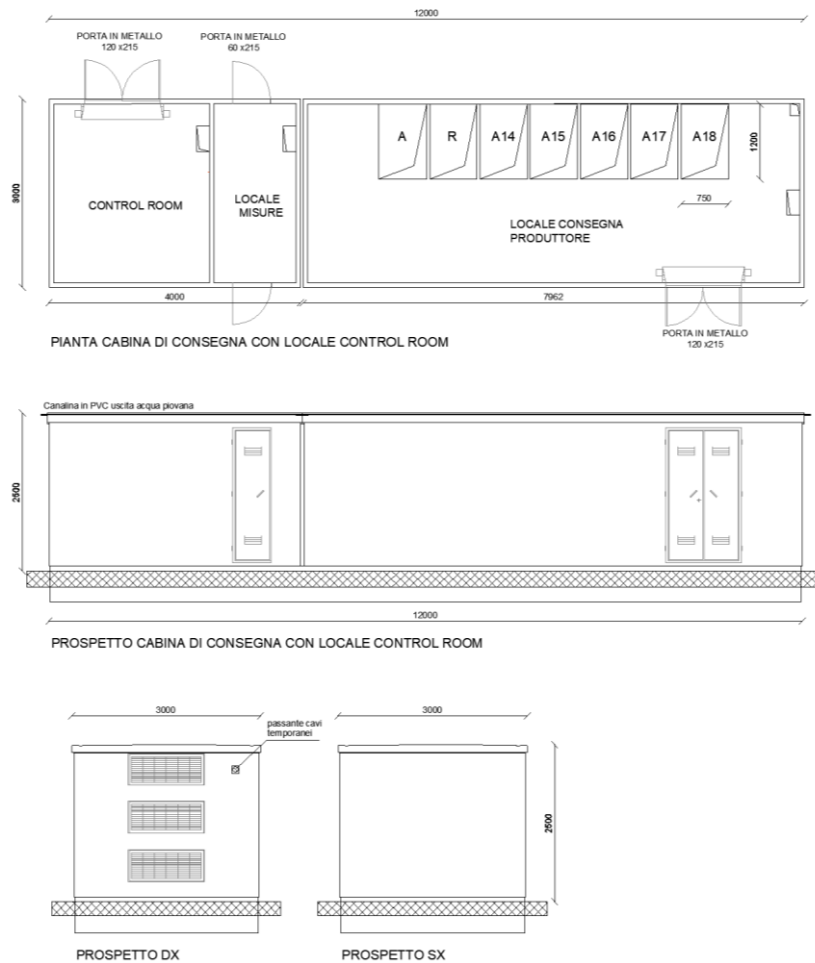 12000
PORTA IN METALLO
120 x215
PORTA IN METALLO
60 x215
3000
A
R
A14
A15
A16
A17
A18
1200
750
CONTROL ROOM
LOCALE
MISURE
LOCALE CONSEGNA
PRODUTTORE
4000
7962
PORTA IN METALLO
120 x215
PIANTA CABINA DI CONSEGNA CON LOCALE CONTROL ROOM
Canalina in PVC uscita acqua piovana
2500
12000
PROSPETTO CABINA DI CONSEGNA CON LOCALE CONTROL ROOM
3000
passante cavi
temporanei
3000
2500
PROSPETTO DX
PROSPETTO SX